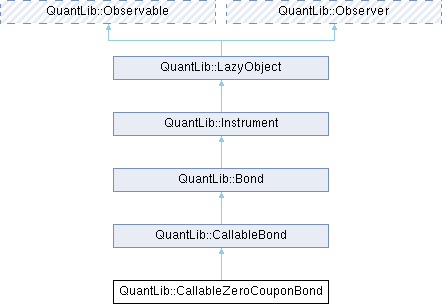 QuantLib::Observable
QuantLib::Observer
QuantLib::LazyObject
QuantLib::Instrument
QuantLib::Bond
QuantLib::CallableBond
QuantLib::CallableZeroCouponBond